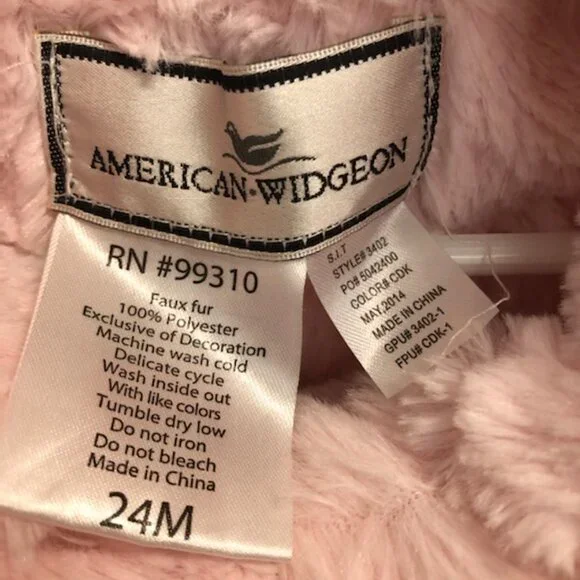 AMERICAN·WIDGEON
RN #99310
Faux fur
100% Polyester
Exclusive of Decoration
Machine wash cold
Delicate cycle
Wash inside out
With like colors
Tumble dry low
Do not iron
Do not bleach
Made in China
24M
S.I.T
STYLE#3402
PO# 5042400
COLOR# CDK
MAY.2014
MADE IN CHINA
GPU# 3402-1
FPU# CDK-1